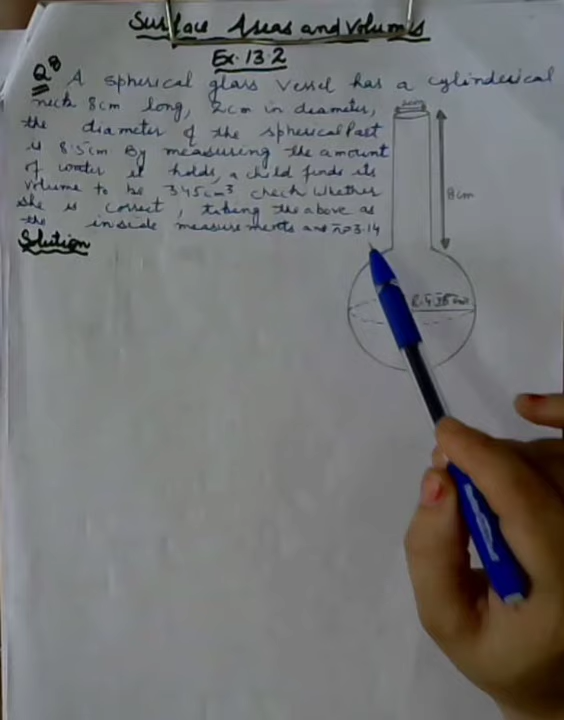 Surface Areas and Volumes
Ex. 13.2
Q8 A spherical glass vessel has a cylinderical
neck 8cm long, 2cm in diameter,
the diameter of the spherical Part
is 8.5cm By measuring the amount
of water it holds, a child finds its
volume to be 345cm³ check whether
she is correct, taking the above as
the inside measurements and π=3.14
Solution
2cm
8cm